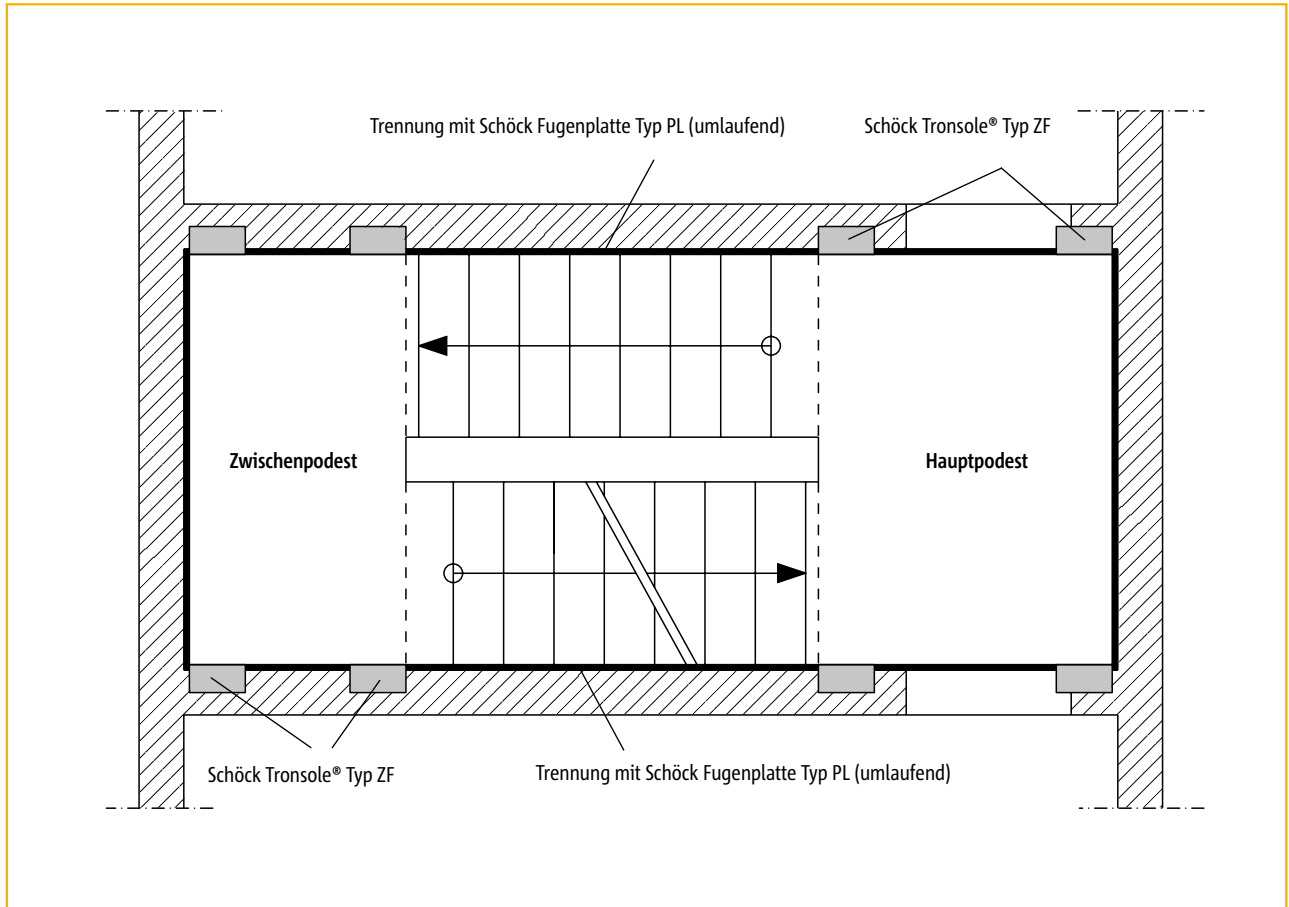 Trennung mit Schöck Fugenplatte Typ PL (umlaufend)
Schöck Tronsole® Typ ZF
Zwischenpodest
Hauptpodest
Schöck Tronsole® Typ ZF
Trennung mit Schöck Fugenplatte Typ PL (umlaufend)